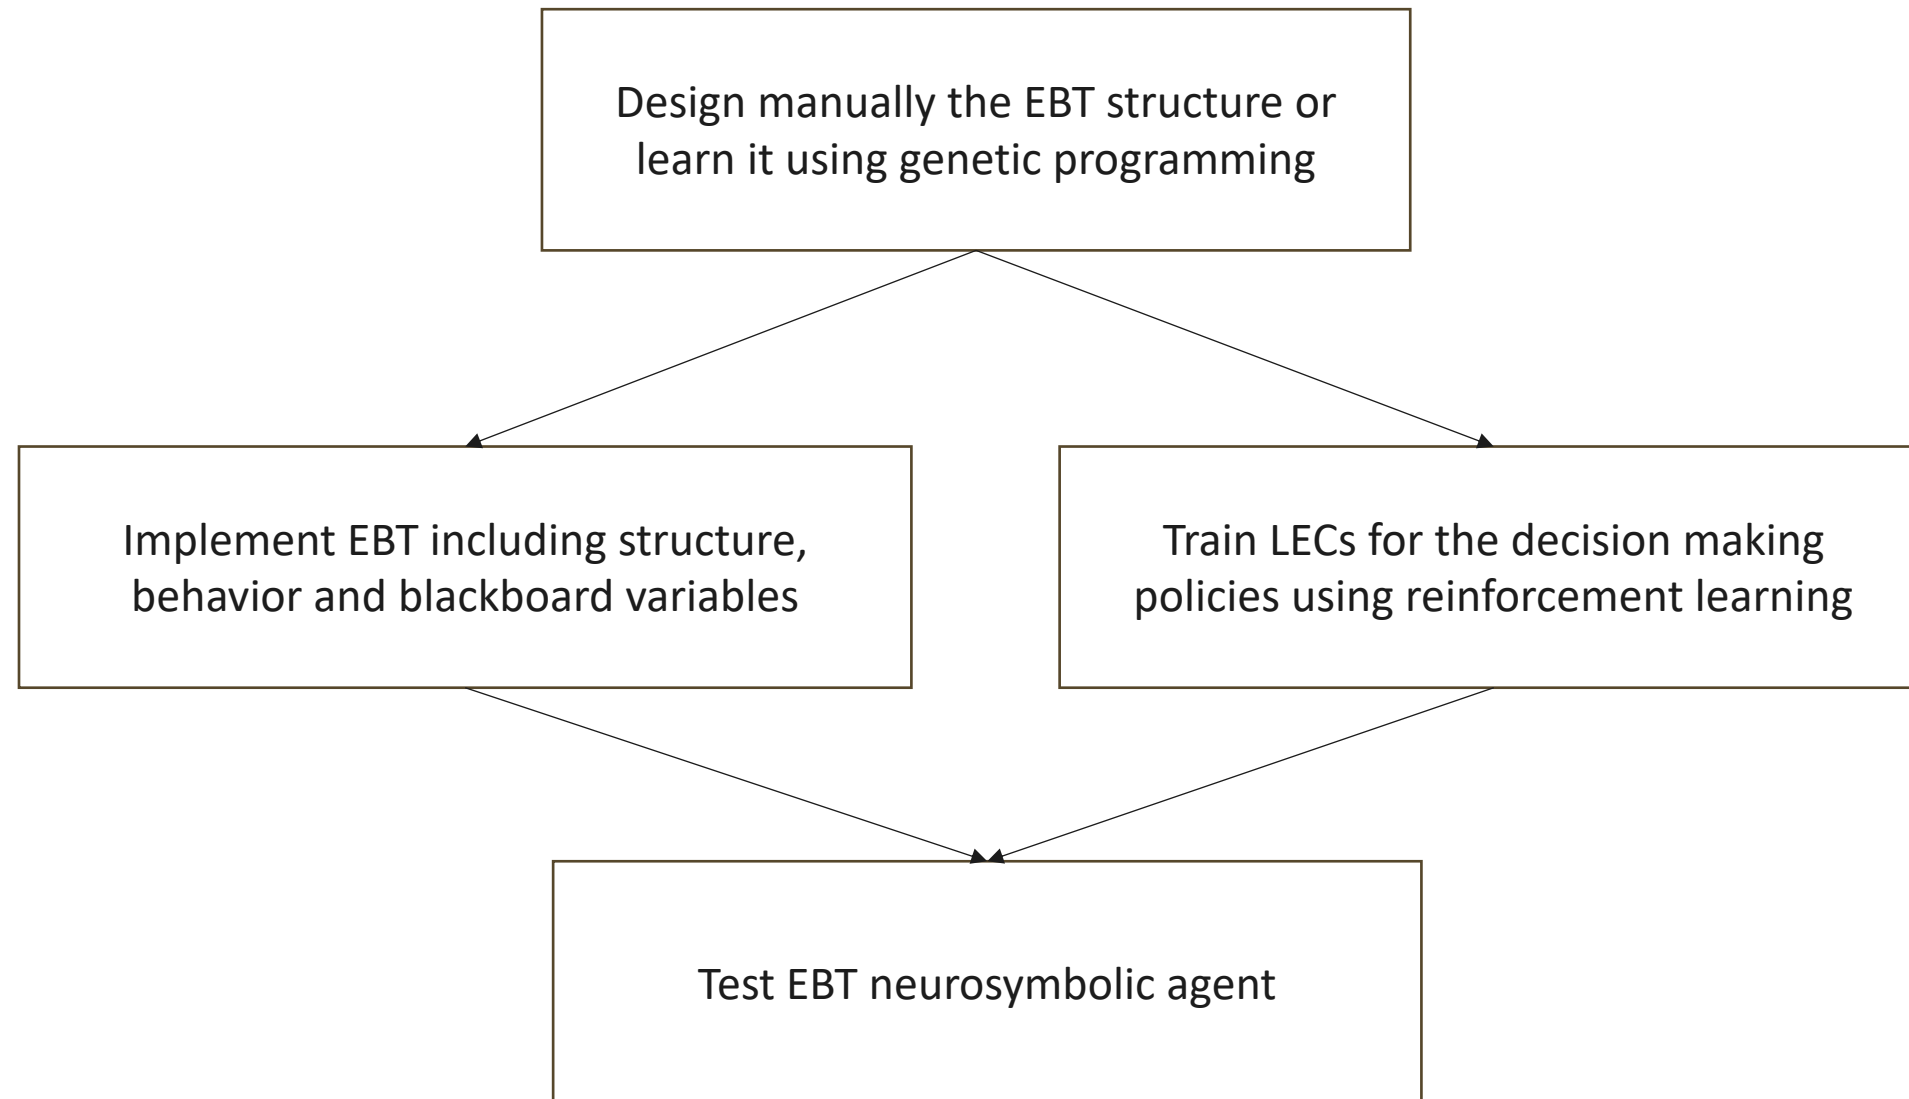 Design manually the EBT structure or
learn it using genetic programming
Implement EBT including structure,
behavior and blackboard variables
Train LECs for the decision making
policies using reinforcement learning
Test EBT neurosymbolic agent